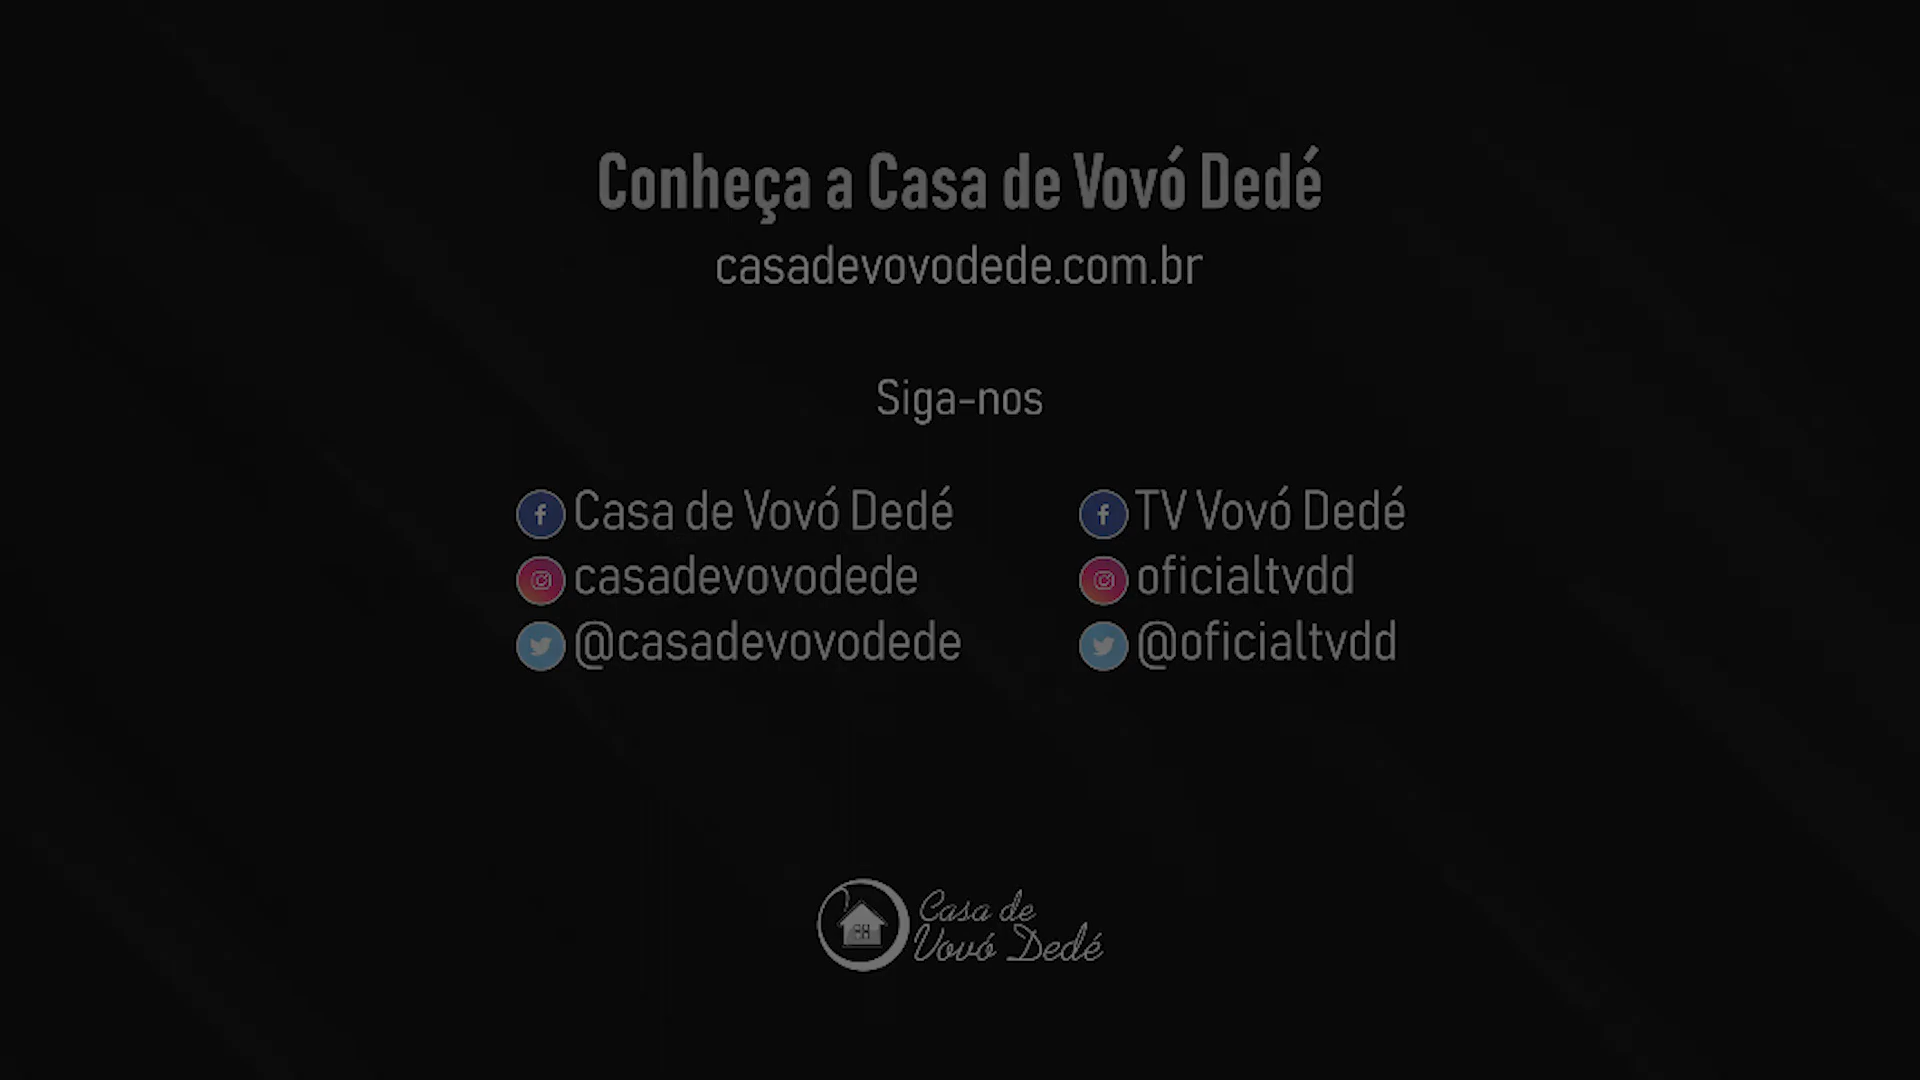 Conheça a Casa de Vovó Dedé
casadevovodede.com.br
Siga-nos
Casa de Vovó Dedé
casadevovodede
@casadevovodede
TV Vovó Dedé
oficialtvdd
@oficialtvdd
Casa de
Vovó Dedé